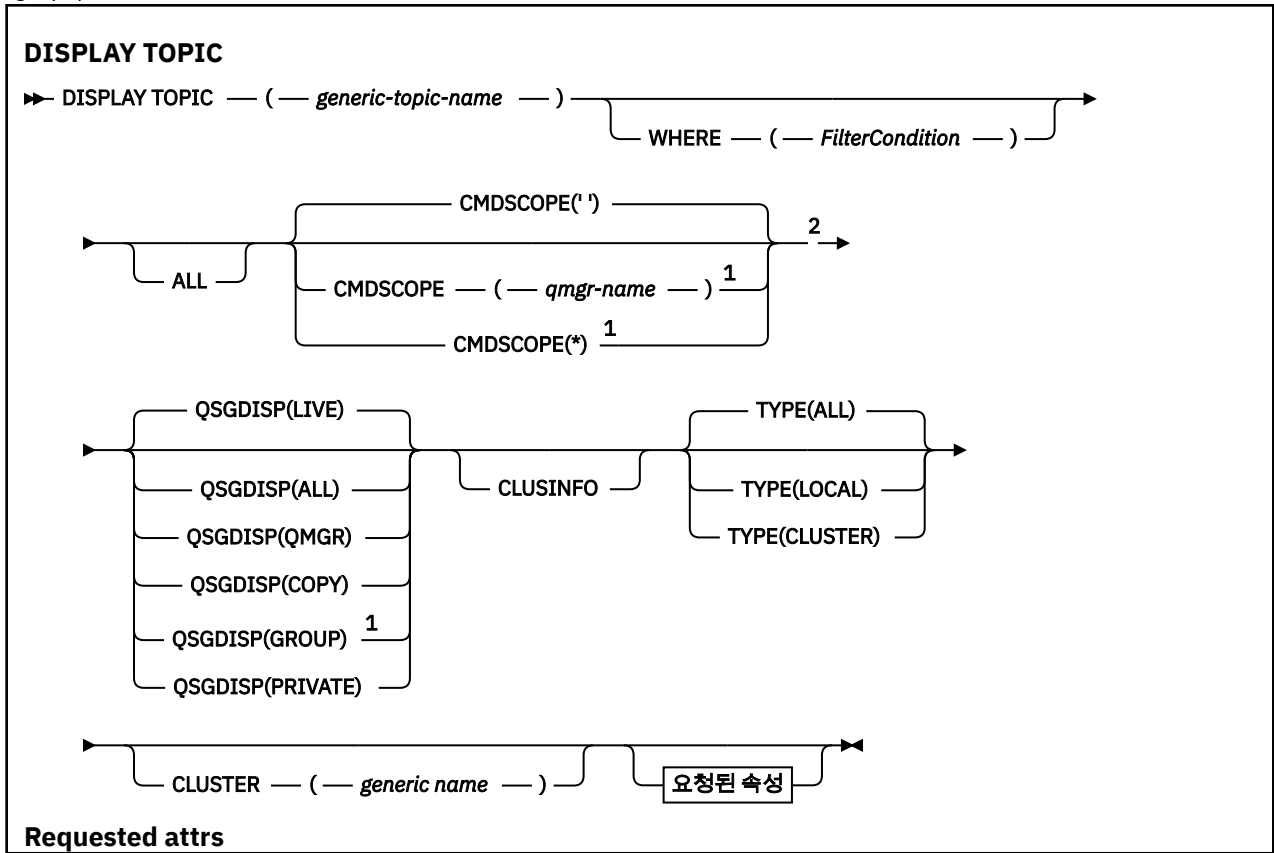 DISPLAY TOPIC
DISPLAY TOPIC ( generic-topic-name )
WHERE ( FilterCondition )
ALL
CMDSCOPE(' ')
CMDSCOPE ( qmgr-name ) 1
CMDSCOPE(*) 1
2
QSGDISP(LIVE)
QSGDISP(ALL)
QSGDISP(QMGR)
QSGDISP(COPY)
QSGDISP(GROUP) 1
QSGDISP(PRIVATE)
CLUSINFO
TYPE(ALL)
TYPE(LOCAL)
TYPE(CLUSTER)
CLUSTER ( generic name )
요청된 속성
Requested attrs